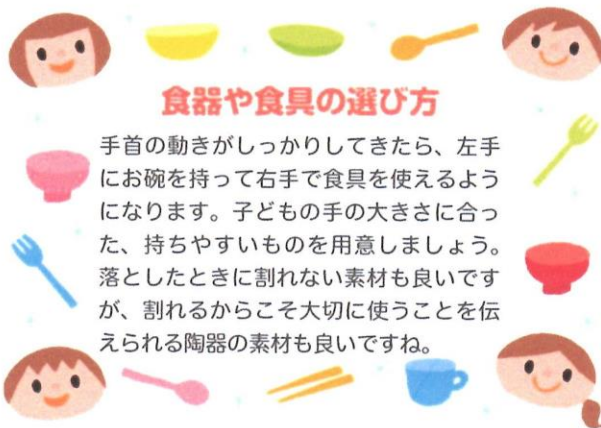 食器や食具の選び方
手首の動きがしっかりしてきたら、左手
にお碗を持って右手で食具を使えるよう
になります。子どもの手の大きさに合っ
た、持ちやすいものを用意しましょう。
落としたときに割れない素材も良いです
が、割れるからこそ大切に使うことを伝
えられる陶器の素材も良いですね。